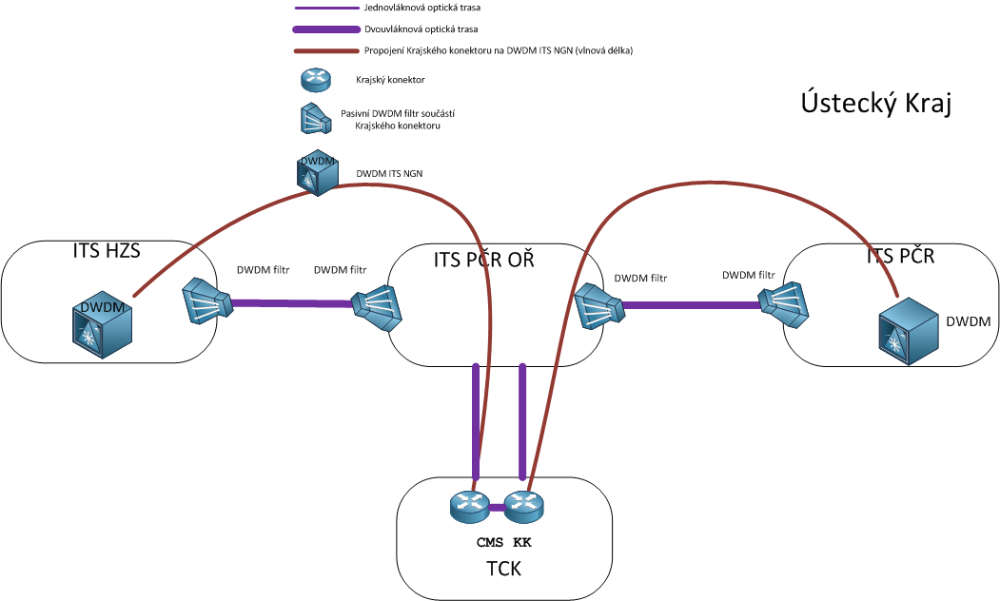 Jednovláknová optická trasa
Dvouvláknová optická trasa
Propojení Krajského konektoru na DWDM ITS NGN (vlnová délka)
Krajský konektor
Pasivní DWDM filtr součástí
Krajského konektoru
DWDM
DWDM ITS NGN
Ústecký Kraj
ITS HZS
DWDM
DWDM filtr
DWDM filtr
ITS PČR OŘ
DWDM filtr
DWDM filtr
ITS PČR
DWDM
CMS KK
TCK